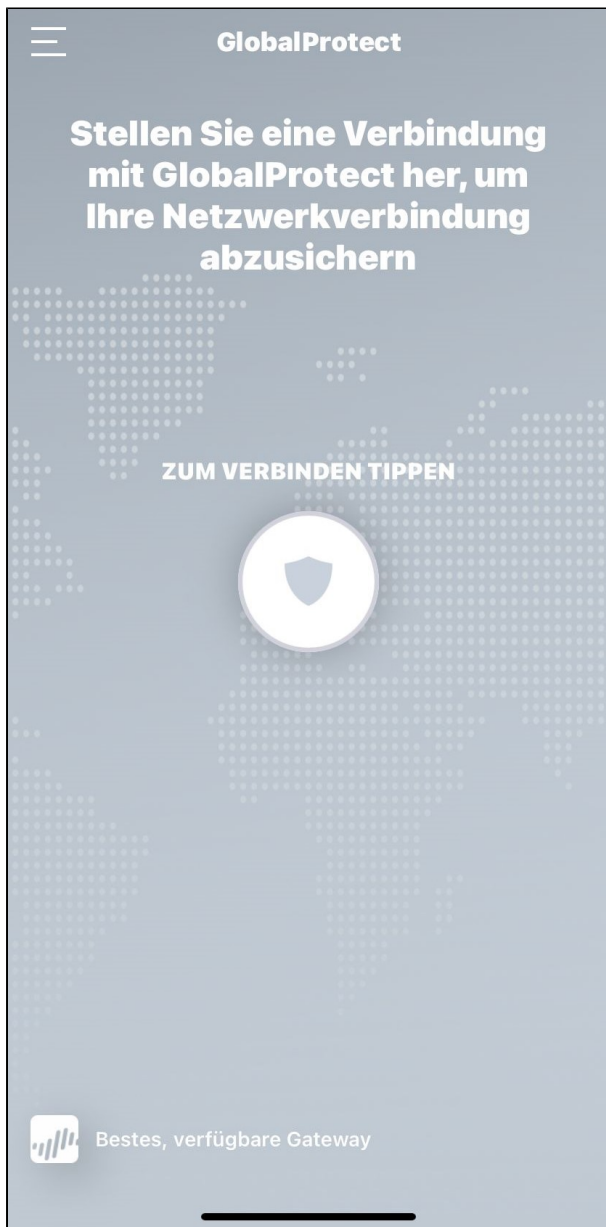 GlobalProtect
Stellen Sie eine Verbindung
mit GlobalProtect her, um
Ihre Netzwerkverbindung
abzusichern
ZUM VERBINDEN TIPPEN
Bestes, verfügbare Gateway